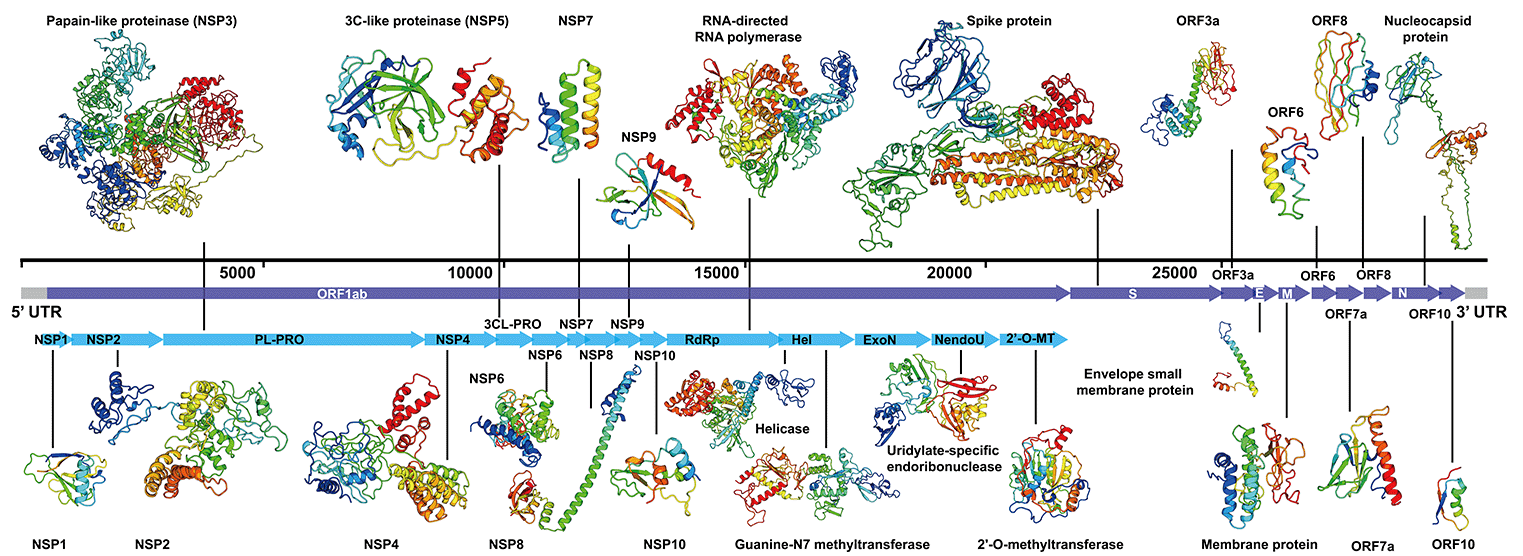 Papain-like proteinase (NSP3)
3C-like proteinase (NSP5)
NSP7
RNA-directed
RNA polymerase
Spike protein
ORF3a
ORF8
Nucleocapsid
protein
NSP9
ORF6
5000
10000
15000
20000
25000
ORF3a
ORF6
ORF8
ORF1ab
S
E
M
N
5' UTR
ORF7a
ORF10
3' UTR
3CL-PRO
NSP7
NSP9
NSP1
NSP2
PL-PRO
NSP4
NSP6
NSP8
NSP10
RdRp
Hel
ExoN
NendoU
2'-O-MT
NSP6
Envelope small
membrane protein
Helicase
Uridylate-specific
endoribonuclease
NSP1
NSP2
NSP4
NSP8
NSP10
Guanine-N7 methyltransferase
2'-O-methyltransferase
Membrane protein
ORF7a
ORF10